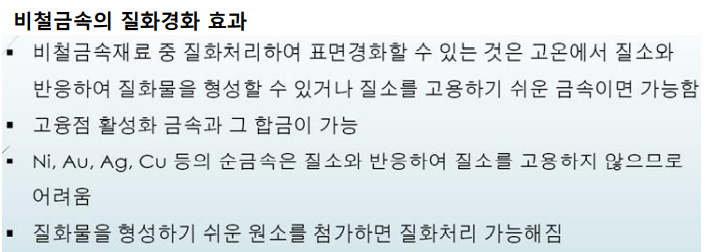 비철금속의 질화경화 효과
▪ 비철금속재료 중 질화처리하여 표면경화할 수 있는 것은 고온에서 질소와
반응하여 질화물을 형성할 수 있거나 질소를 고용하기 쉬운 금속이면 가능함
▪ 고융점 활성화 금속과 그 합금이 가능
▪ Ni, Au, Ag, Cu 등의 순금속은 질소와 반응하여 질소를 고용하지 않으므로
어려움
▪ 질화물을 형성하기 쉬운 원소를 첨가하면 질화처리 가능해짐